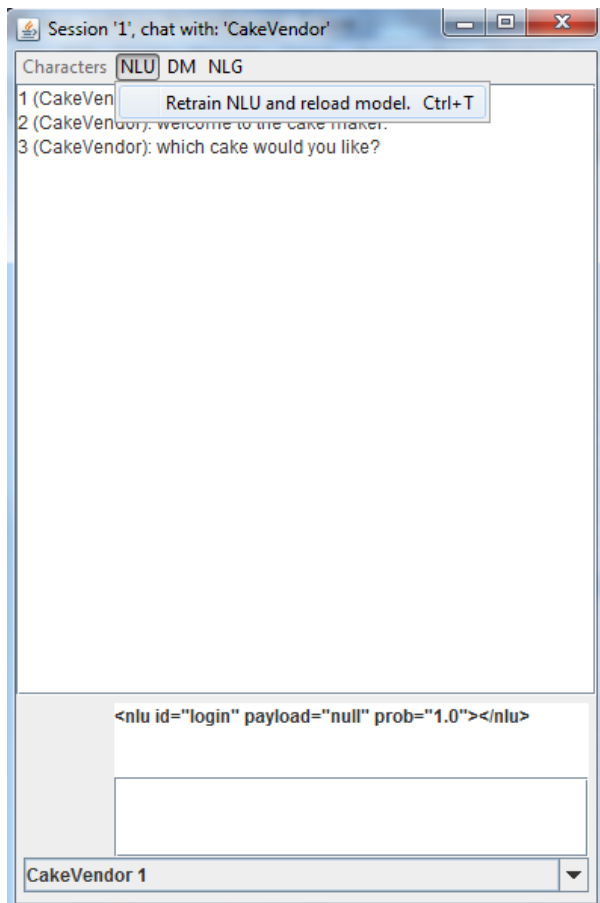 Session '1', chat with: 'CakeVendor'
Characters NLU DM NLG
Retrain NLU and reload model. Ctrl+T
1 (CakeVen
2 (CakeVendor): welcome to the cake maker.
3 (CakeVendor): which cake would you like?
<nlu id="login" payload="null" prob="1.0"></nlu>
CakeVendor 1